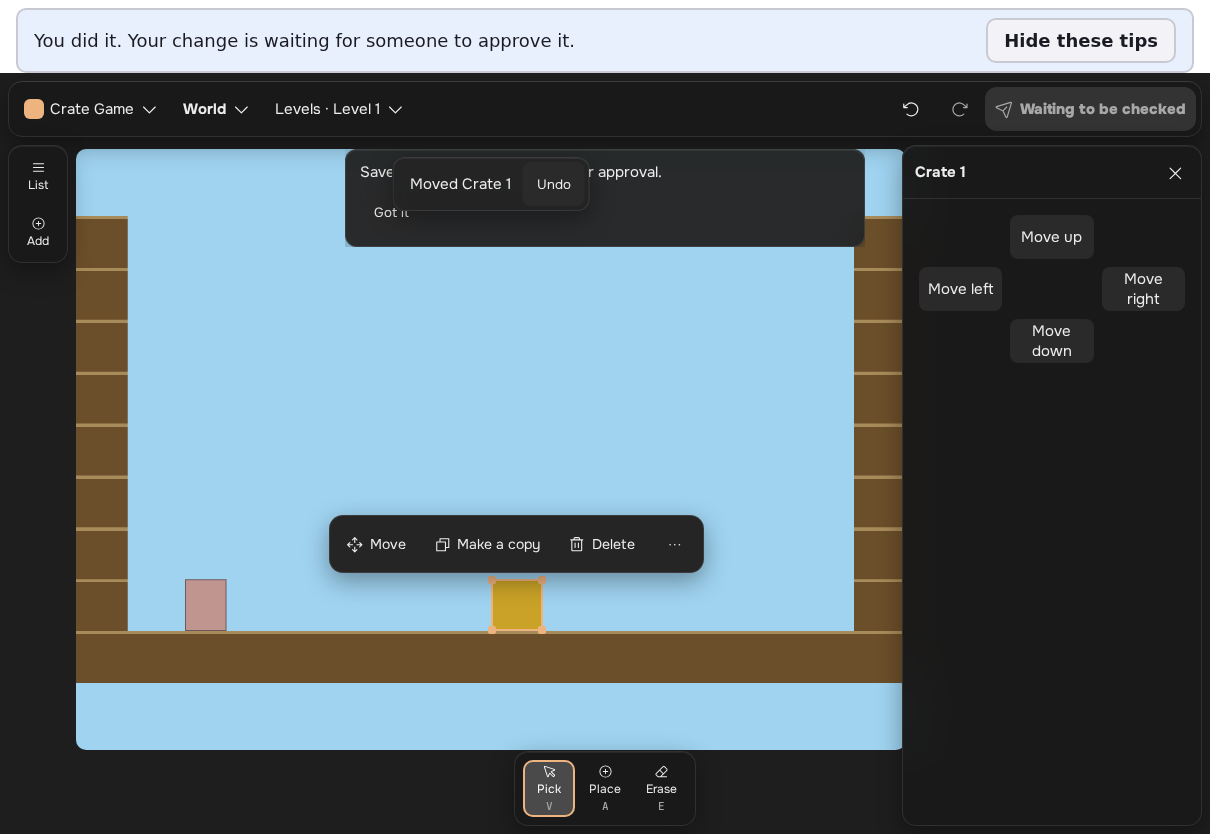 You did it. Your change is waiting for someone to approve it.
Hide these tips
Crate Game
World
Levels · Level 1
Waiting to be checked
List
Add
Save
Moved Crate 1
Undo
r approval.
Got it
Crate 1
Move up
Move left
Move
right
Move
down
Move
Make a copy
Delete
···
Pick
V
Place
A
Erase
E